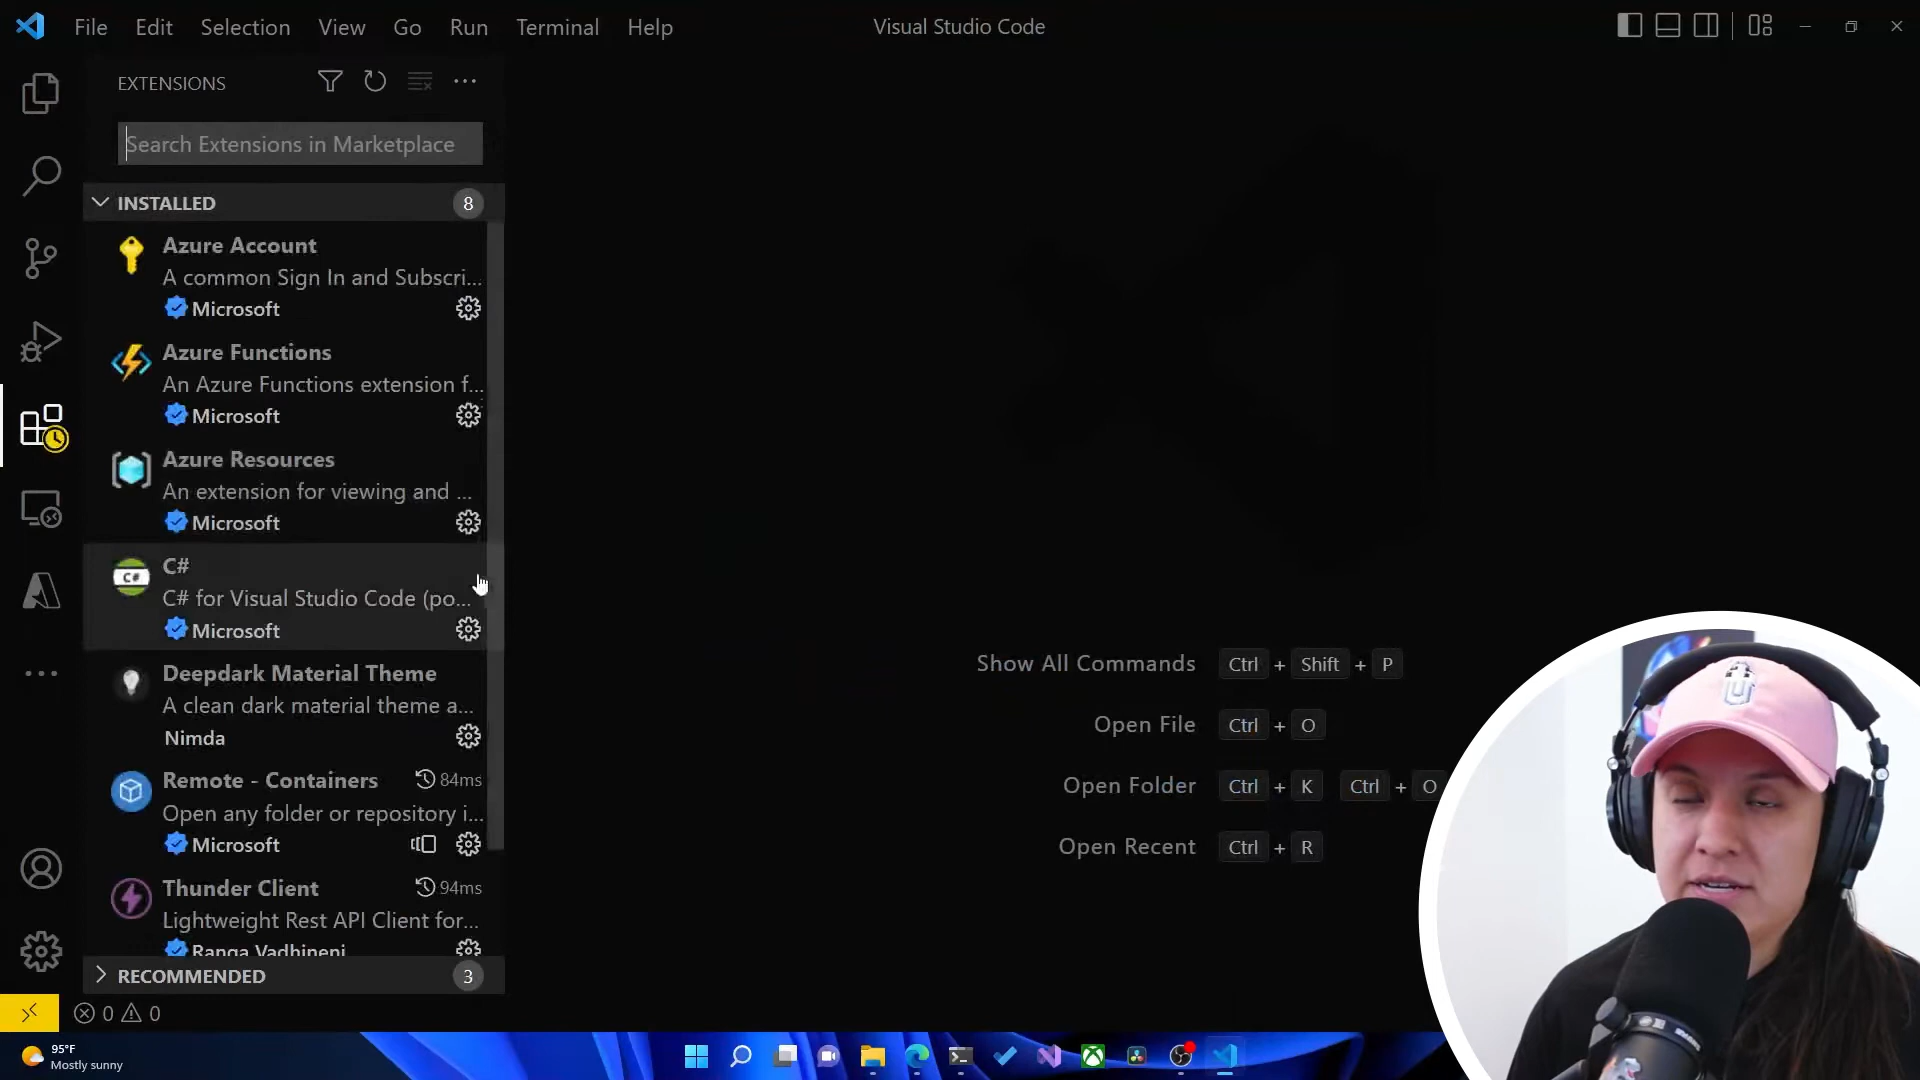 File Edit Selection View Go Run Terminal Help
Visual Studio Code
EXTENSIONS
Search Extensions in Marketplace
INSTALLED 8
Azure Account
A common Sign In and Subscri...
Microsoft
Azure Functions
An Azure Functions extension f...
Microsoft
Azure Resources
An extension for viewing and ...
Microsoft
C#
C#
C# for Visual Studio Code (po...
Microsoft
Deepdark Material Theme
A clean dark material theme a...
Nimda
Remote - Containers 84ms
Open any folder or repository i...
Microsoft
Thunder Client 94ms
Lightweight Rest API Client for...
Ranga Vadhineni
RECOMMENDED 3
Show All Commands Ctrl + Shift + P
Open File Ctrl + O
Open Folder Ctrl + K Ctrl + O
Open Recent Ctrl + R
0 0
95°F
Mostly sunny